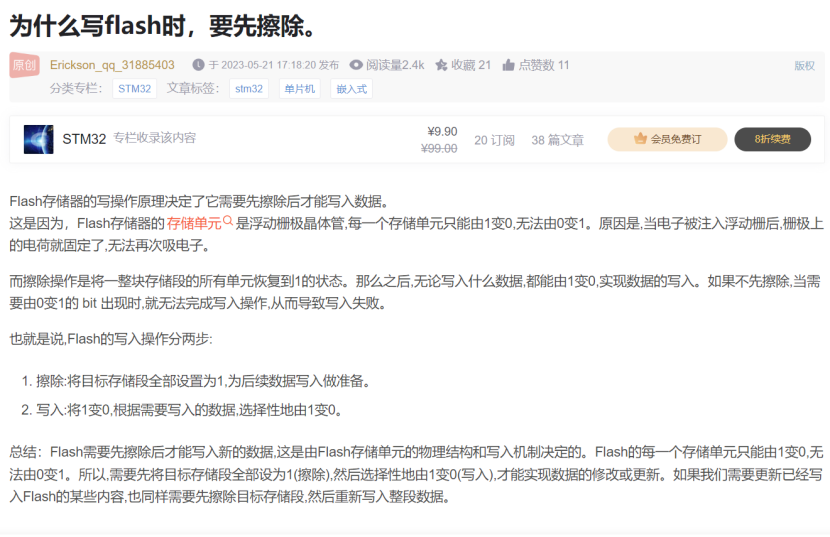 为什么写flash时，要先擦除。
原创 Erickson_qq_31885403 于 2023-05-21 17:18:20 发布 阅读量2.4k 收藏 21 点赞数 11 版权
分类专栏： STM32 文章标签： stm32 单片机 嵌入式
STM32 专栏收录该内容 ¥9.90 ¥99.00 20 订阅 38 篇文章 会员免费订 8折续费
Flash存储器的写操作原理决定了它需要先擦除后才能写入数据。
这是因为，Flash存储器的 存储单元 是浮动栅极晶体管,每一个存储单元只能由1变0,无法由0变1。原因是,当电子被注入浮动栅后,栅极上
的电荷就固定了,无法再次吸电子。
而擦除操作是将一整块存储段的所有单元恢复到1的状态。那么之后,无论写入什么数据,都能由1变0,实现数据的写入。如果不先擦除,当需
要由0变1的 bit 出现时,就无法完成写入操作,从而导致写入失败。
也就是说,Flash的写入操作分两步:
1. 擦除:将目标存储段全部设置为1,为后续数据写入做准备。
2. 写入:将1变0,根据需要写入的数据,选择性地由1变0。
总结：Flash需要先擦除后才能写入新的数据,这是由Flash存储单元的物理结构和写入机制决定的。Flash的每一个存储单元只能由1变0,无
法由0变1。所以,需要先将目标存储段全部设为1(擦除),然后选择性地由1变0(写入),才能实现数据的修改或更新。如果我们需要更新已经写
入Flash的某些内容,也同样需要先擦除目标存储段,然后重新写入整段数据。